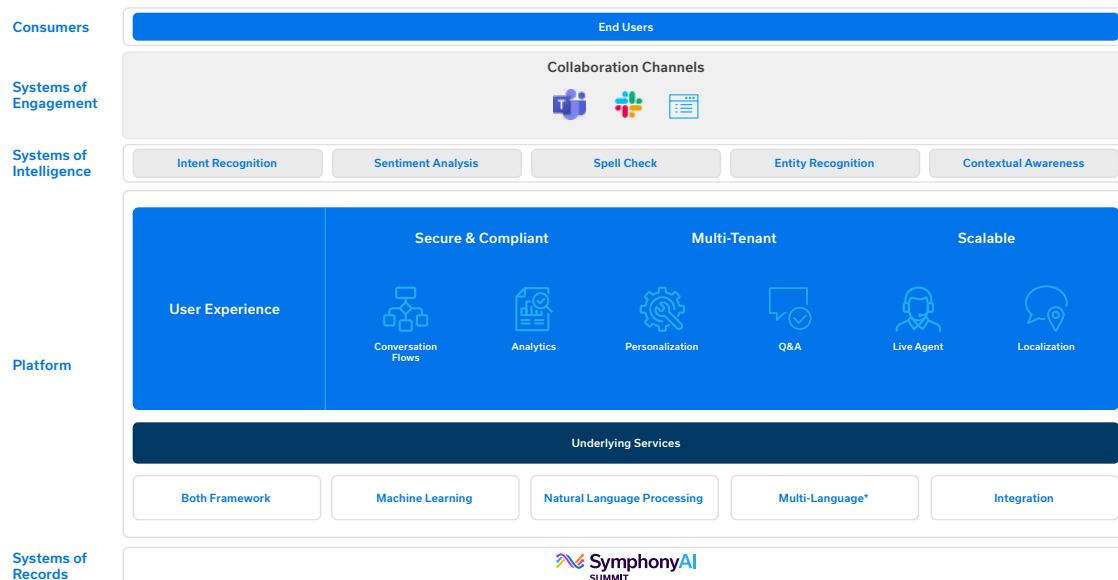 Consumers
End Users
Systems of
Engagement
Collaboration Channels
T
Systems of
Intelligence
Intent Recognition
Sentiment Analysis
Spell Check
Entity Recognition
Contextual Awareness
Platform
User Experience
Secure & Compliant
Multi-Tenant
Scalable
Conversation
Flows
Analytics
Personalization
Q&A
Live Agent
Localization
Underlying Services
Both Framework
Machine Learning
Natural Language Processing
Multi-Language*
Integration
Systems of
Records
SymphonyAI
SUMMIT